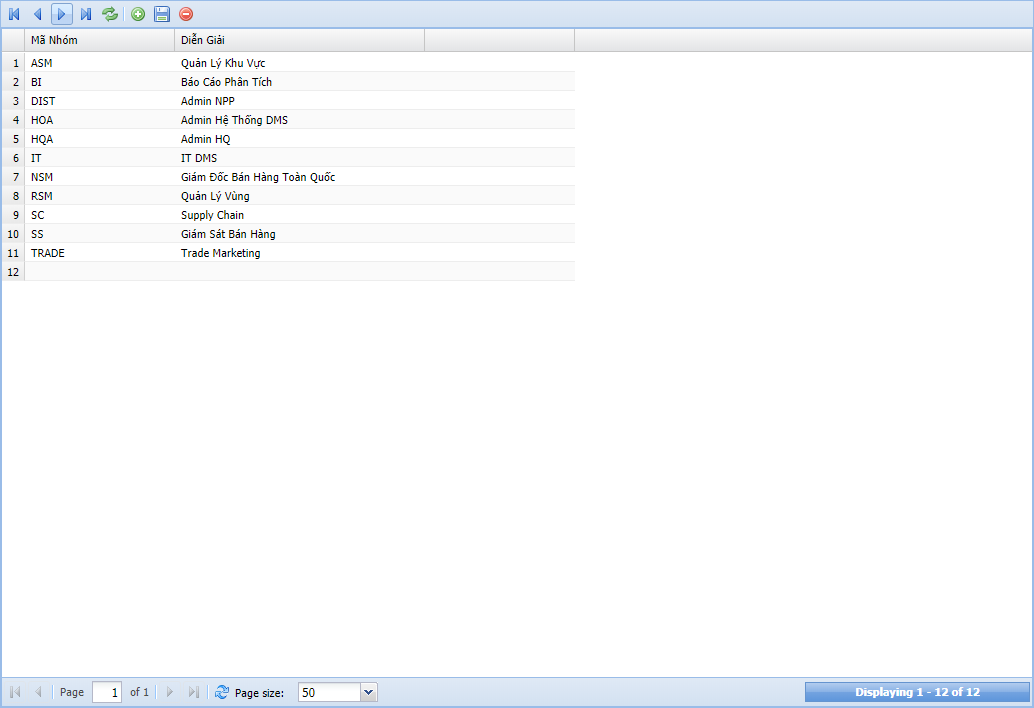 Mã Nhóm Diễn Giải
1 ASM Quản Lý Khu Vực
2 BI Báo Cáo Phân Tích
3 DIST Admin NPP
4 HOA Admin Hệ Thống DMS
5 HQA Admin HQ
6 IT IT DMS
7 NSM Giám Đốc Bán Hàng Toàn Quốc
8 RSM Quản Lý Vùng
9 SC Supply Chain
10 SS Giám Sát Bán Hàng
11 TRADE Trade Marketing
12
Page 1 of 1 Page size: 50 Displaying 1 - 12 of 12